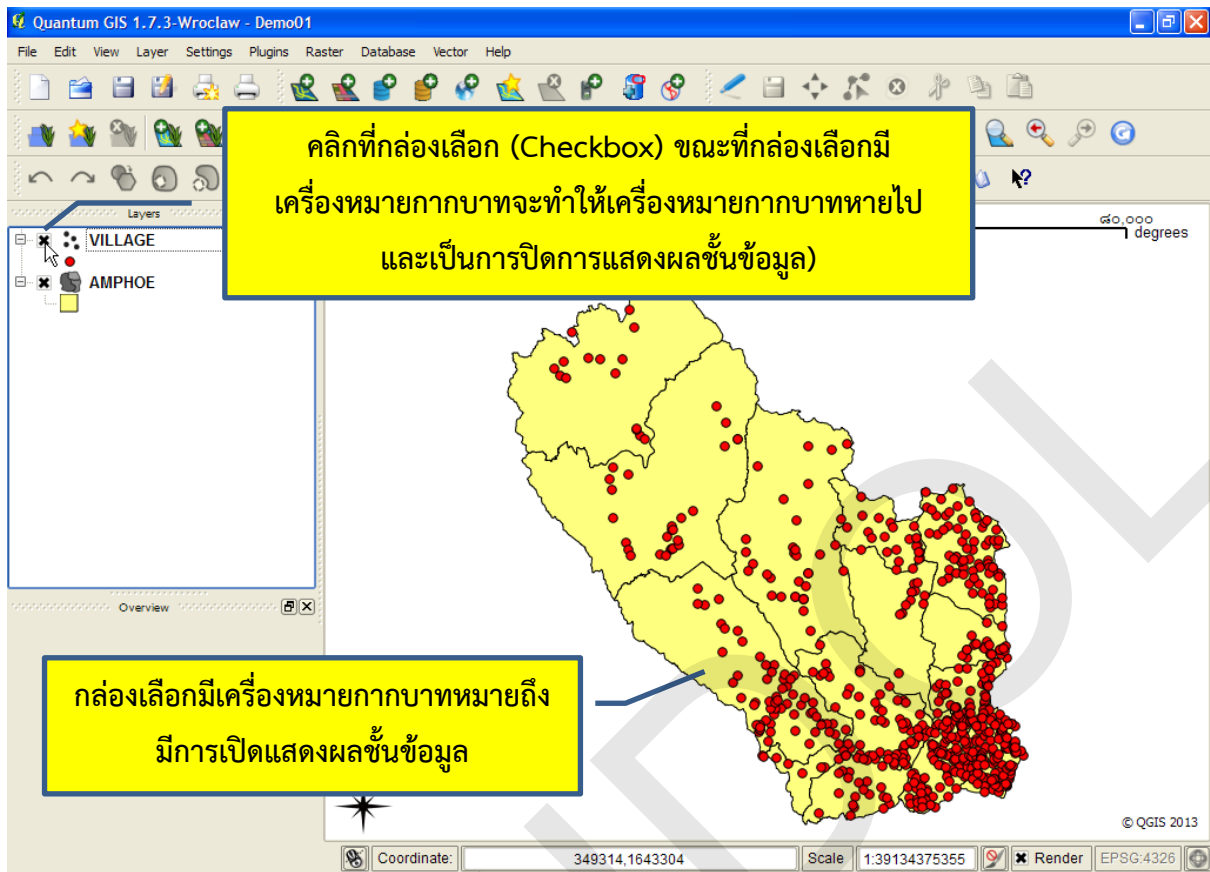 Quantum GIS 1.7.3-Wroclaw - Demo01
File Edit View Layer Settings Plugins Raster Database Vector Help
คลิกที่กล่องเลือก (Checkbox) ขณะที่กล่องเลือกมี
เครื่องหมายกากบาทจะทำให้เครื่องหมายกากบาทหายไป
และเป็นการปิดการแสดงผลชั้นข้อมูล)
Layers
VILLAGE
AMPHOE
๘๐,๐๐๐
degrees
Overview
กล่องเลือกมีเครื่องหมายกากบาทหมายถึง
มีการเปิดแสดงผลชั้นข้อมูล
© QGIS 2013
Coordinate: 349314,1643304 Scale 1:39134375355 Render EPSG:4326